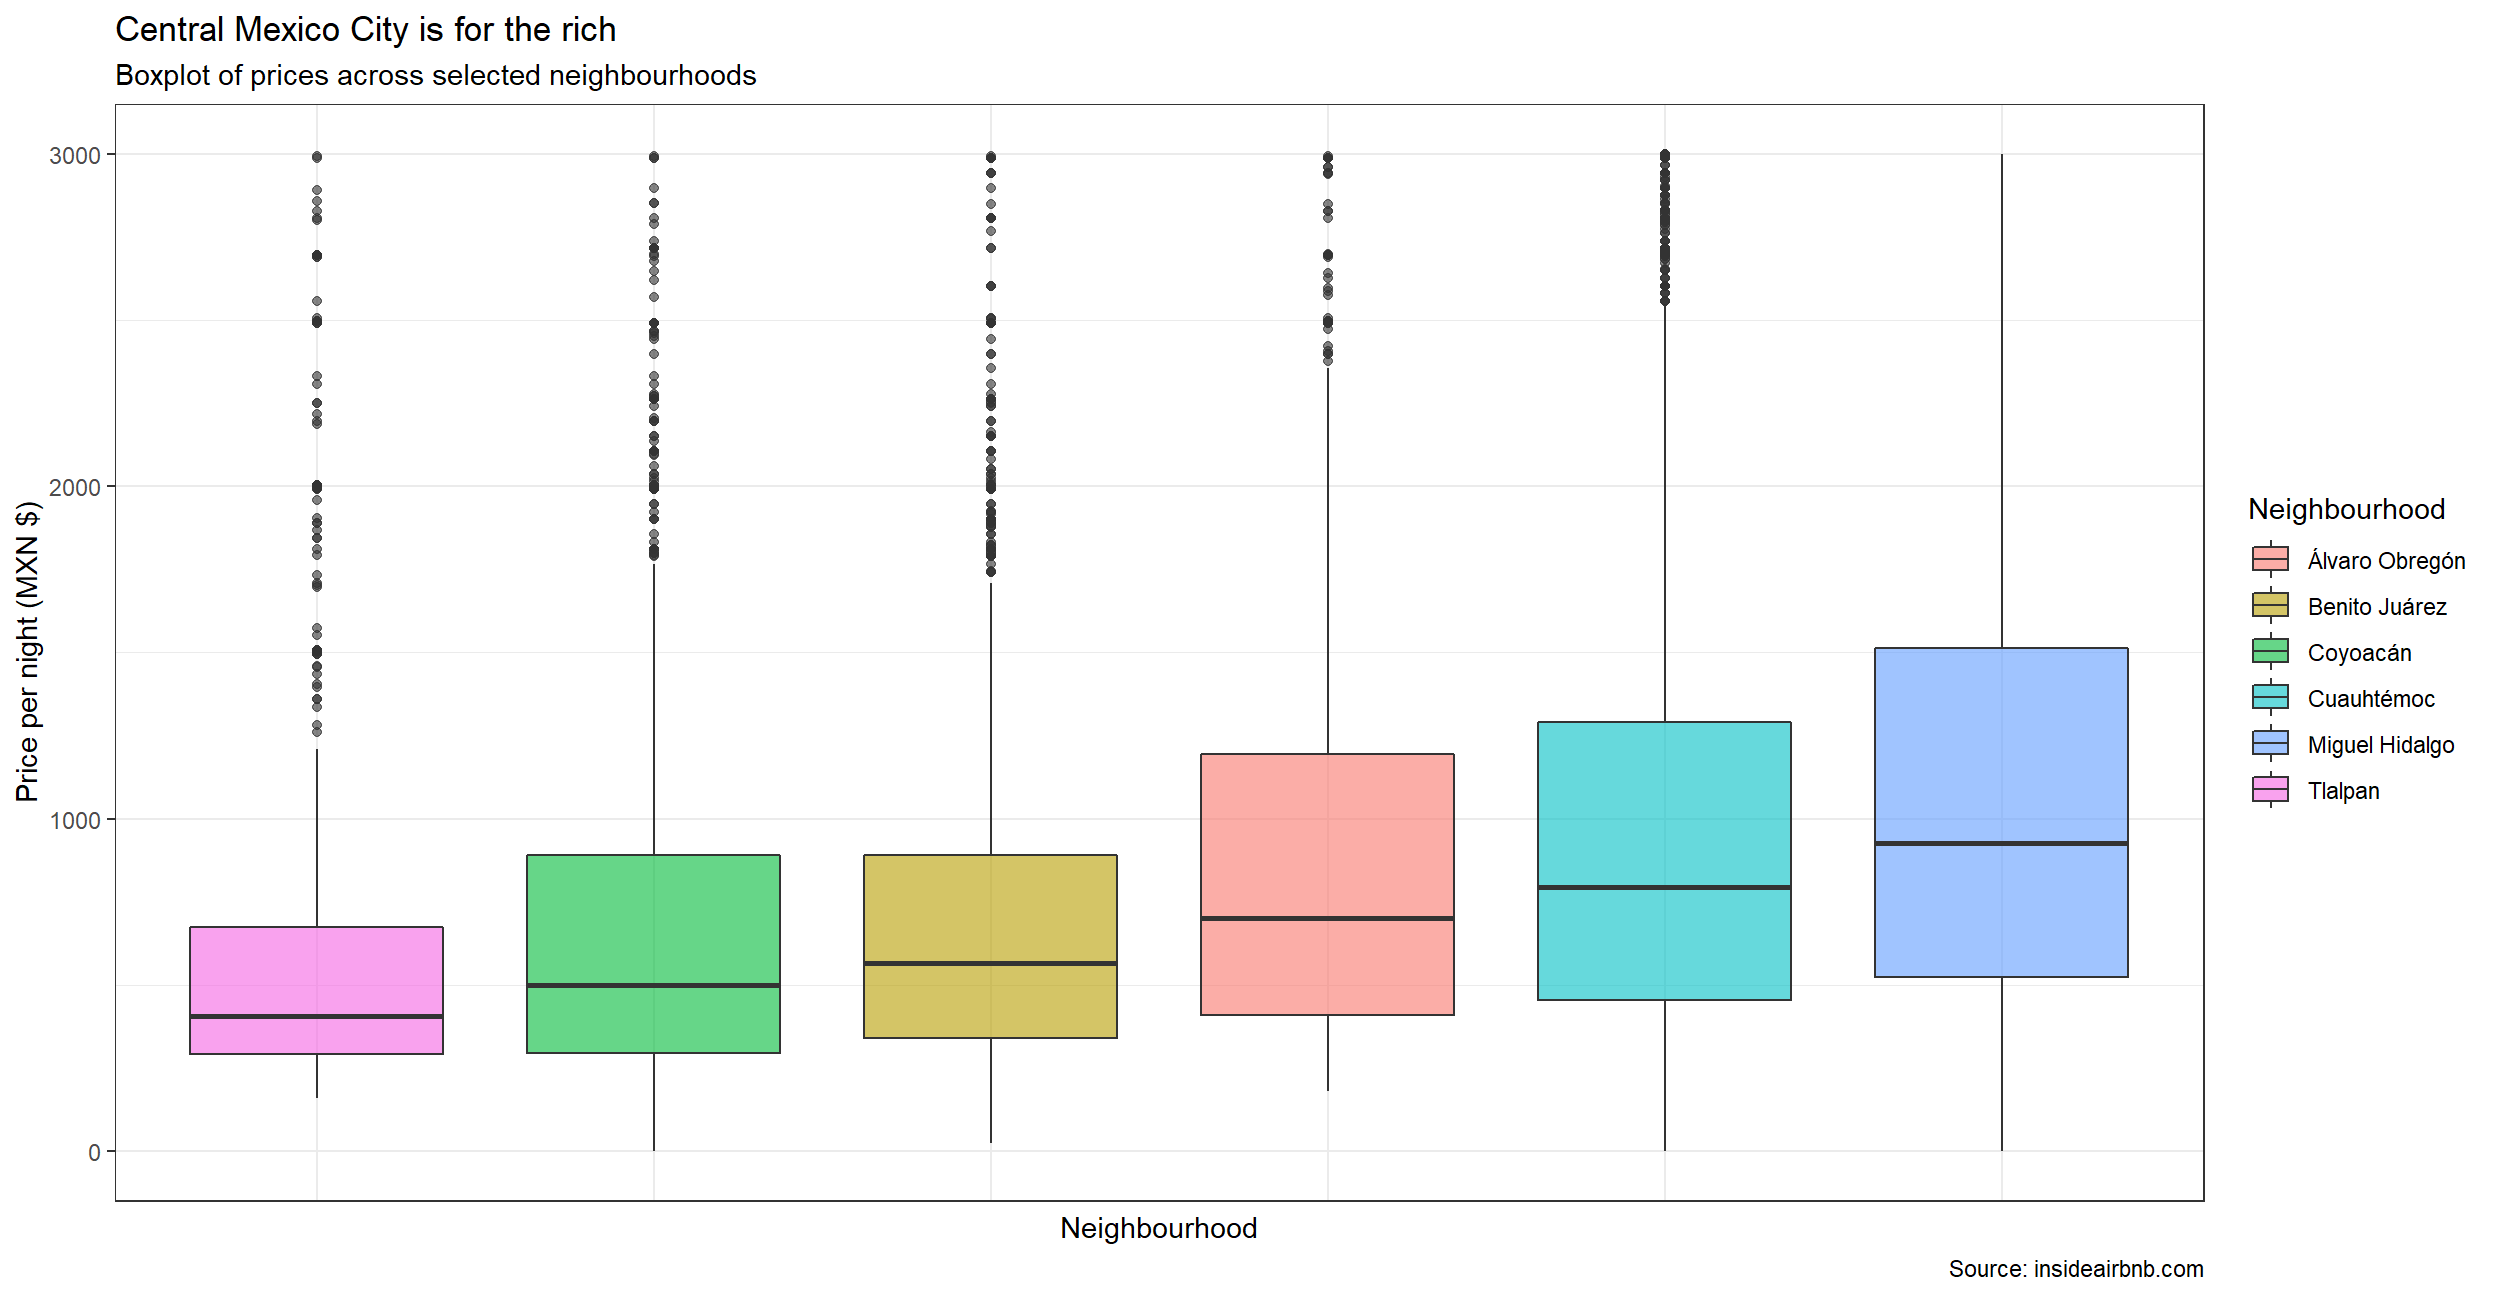 Central Mexico City is for the rich
Boxplot of prices across selected neighbourhoods
Price per night (MXN $)
3000
2000
1000
0
Neighbourhood
Neighbourhood
Álvaro Obregón
Benito Juárez
Coyoacán
Cuauhtémoc
Miguel Hidalgo
Tlalpan
Source: insideairbnb.com